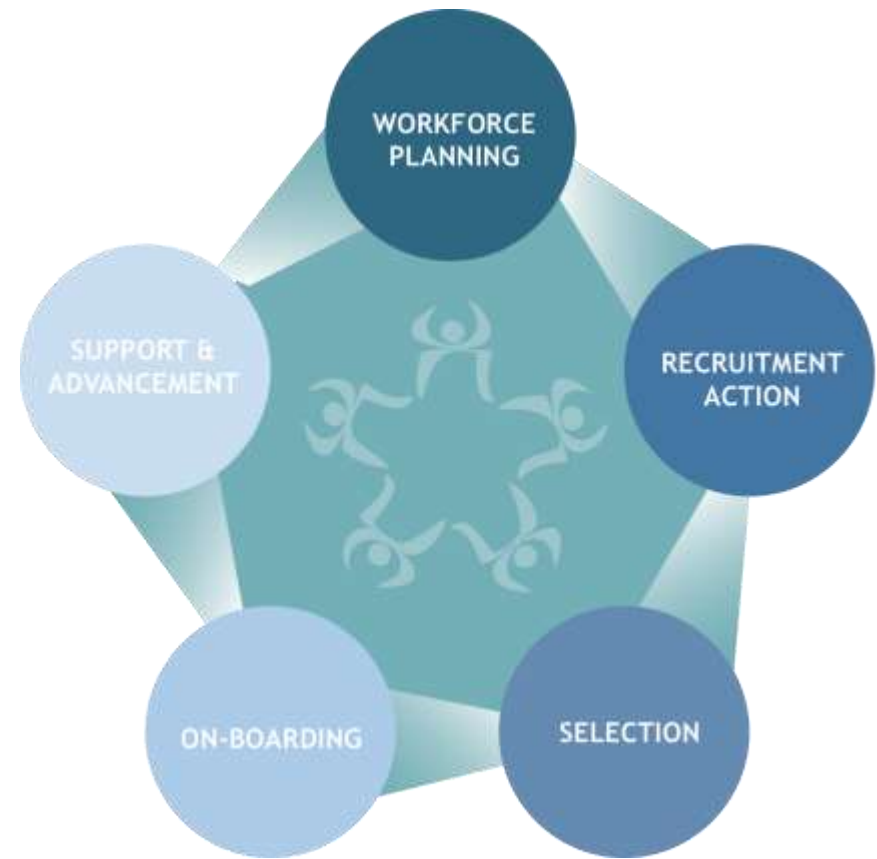 WORKFORCE
PLANNING
RECRUITMENT
ACTION
SELECTION
ON-BOARDING
SUPPORT &
ADVANCEMENT